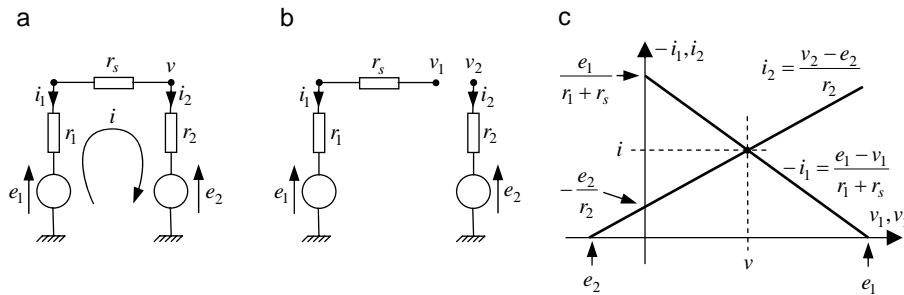 a
r_s
v
i_1
i
i_2
r_1
r_2
e_1
e_2
b
r_s
v_1
v_2
i_1
i_2
r_1
r_2
e_1
e_2
c
-i_1, i_2
e_1 / (r_1 + r_s)
i_2 = (v_2 - e_2) / r_2
i
-i_1 = (e_1 - v_1) / (r_1 + r_s)
-e_2 / r_2
v_1, v
e_2
v
e_1